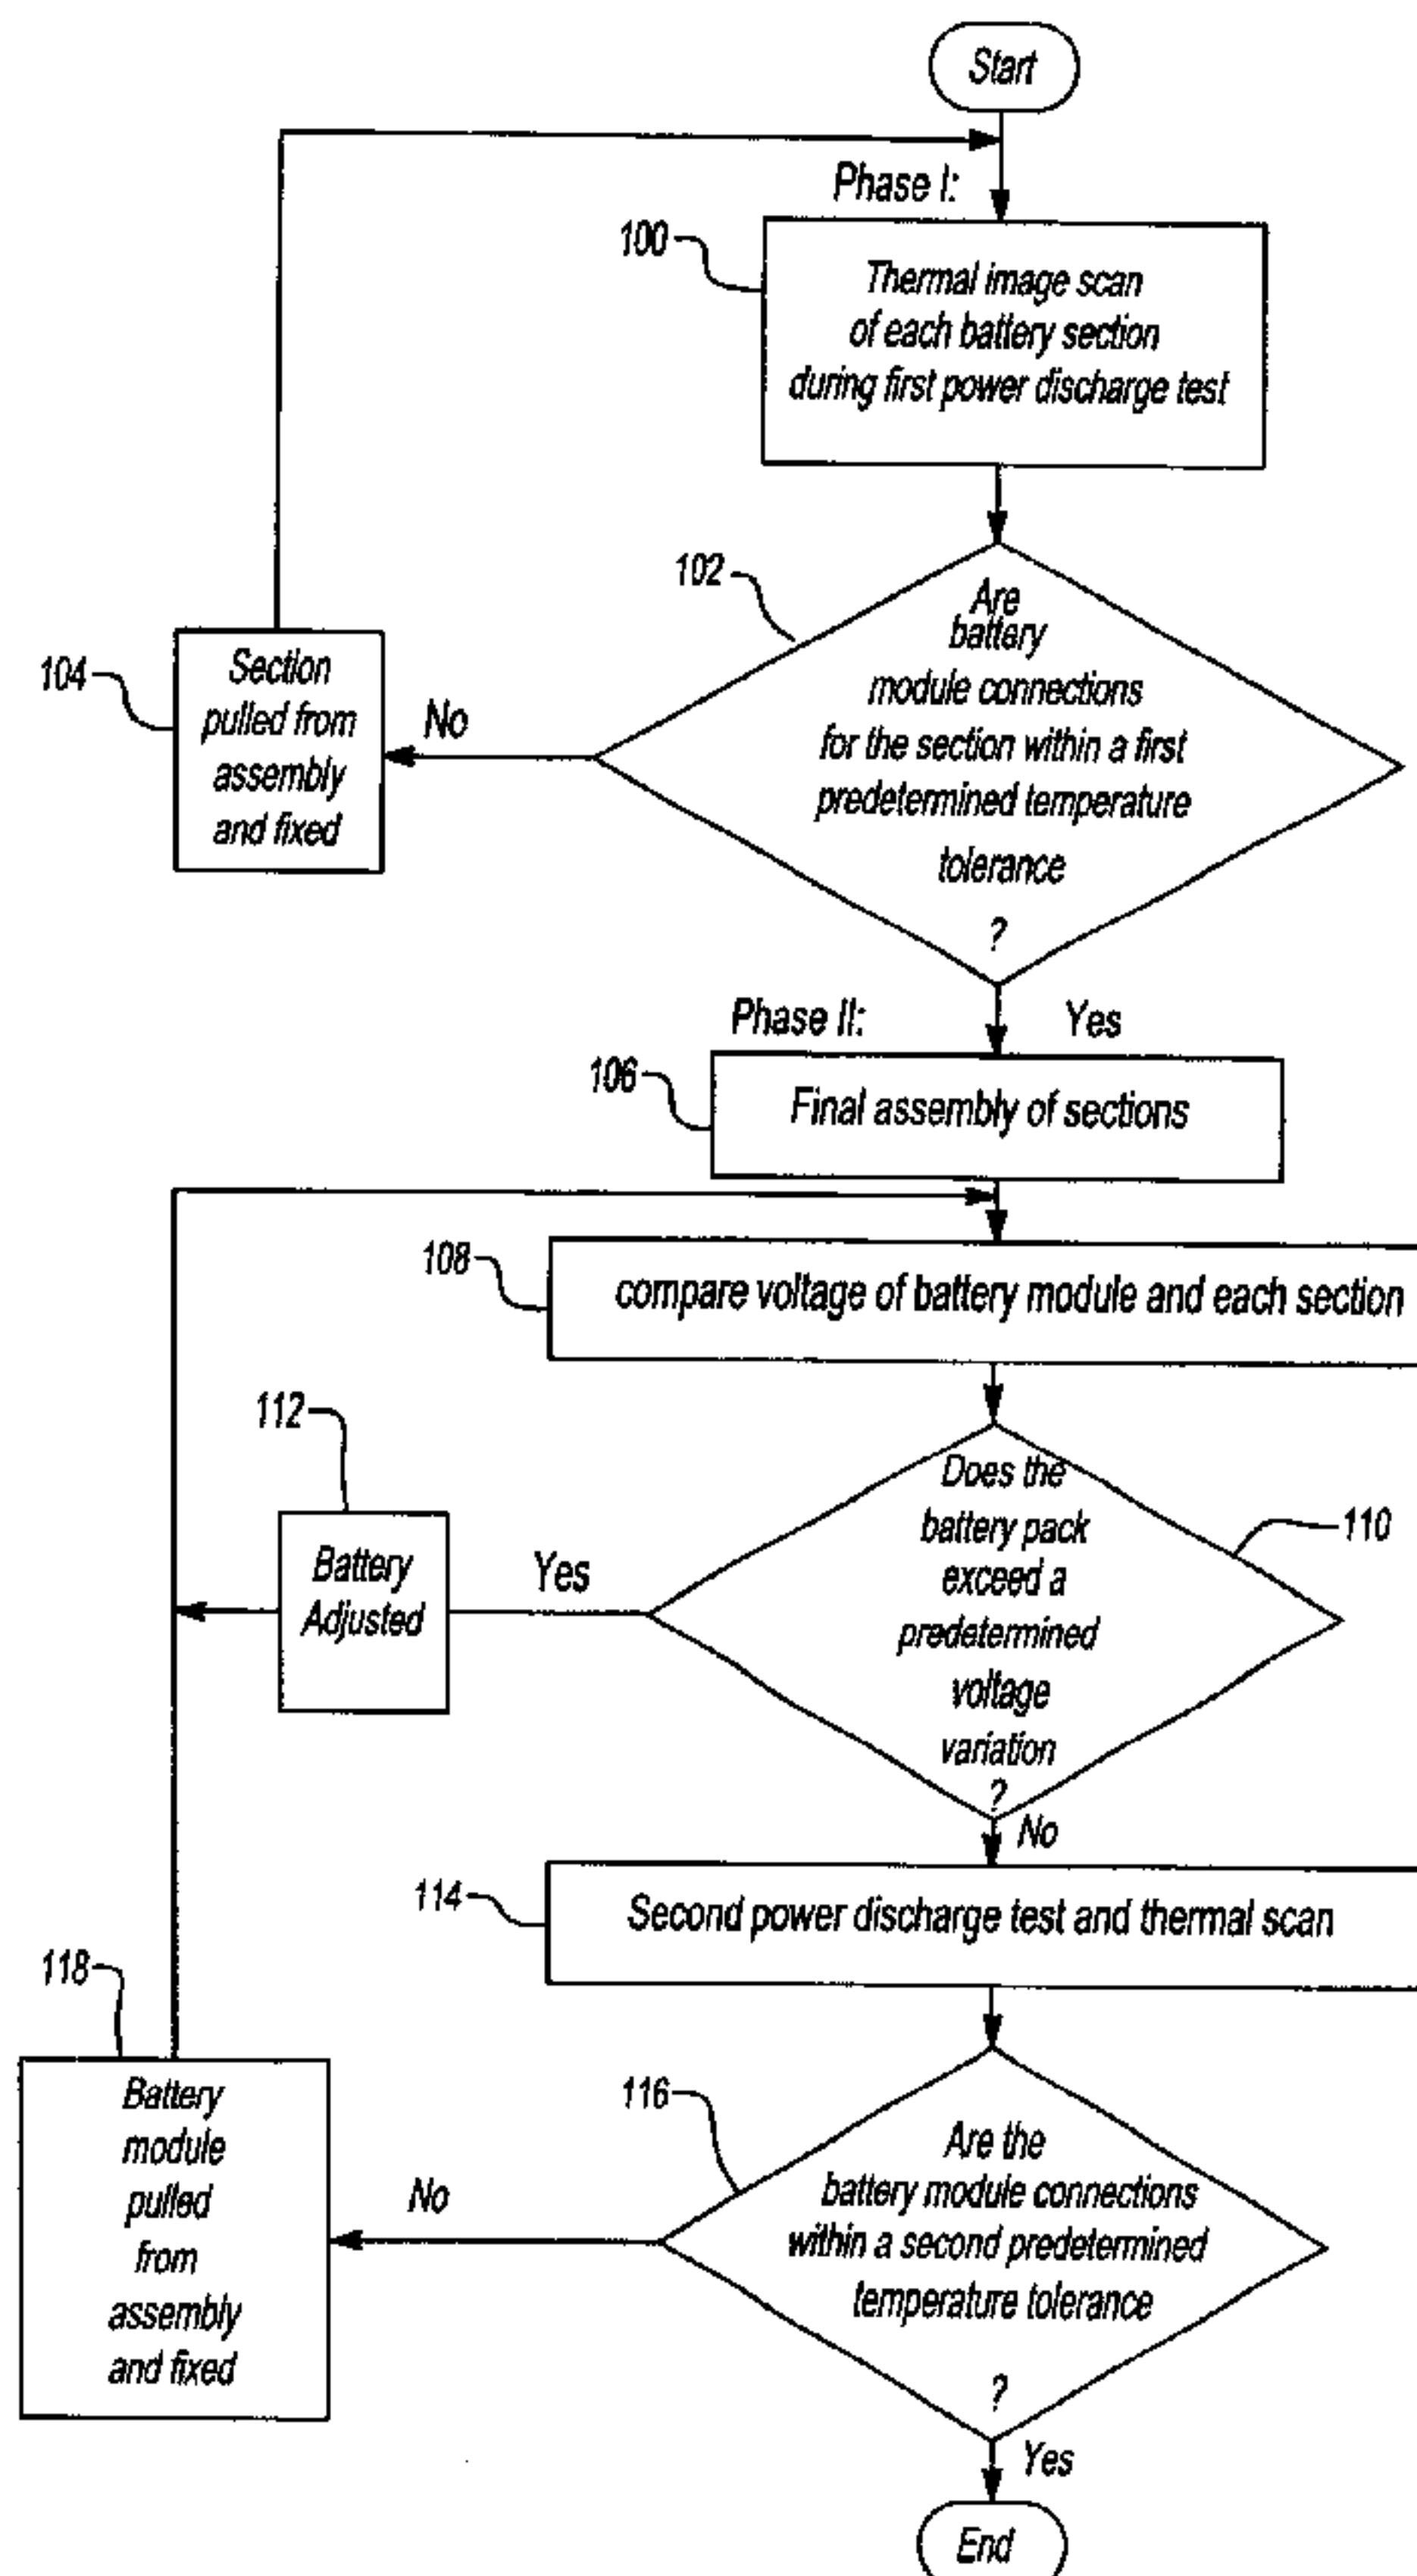 Start
Phase I:
100
Thermal image scan
of each battery section
during first power discharge test
102
Are
battery
module connections
for the section within a first
predetermined temperature
tolerance
?
No
104
Section
pulled from
assembly
and fixed
Phase II:
Yes
106
Final assembly of sections
108
compare voltage of battery module and each section
110
Does the
battery pack
exceed a
predetermined
voltage
variation
?
Yes
112
Battery
Adjusted
No
114
Second power discharge test and thermal scan
116
Are the
battery module connections
within a second predetermined
temperature tolerance
?
No
118
Battery
module
pulled
from
assembly
and fixed
Yes
End